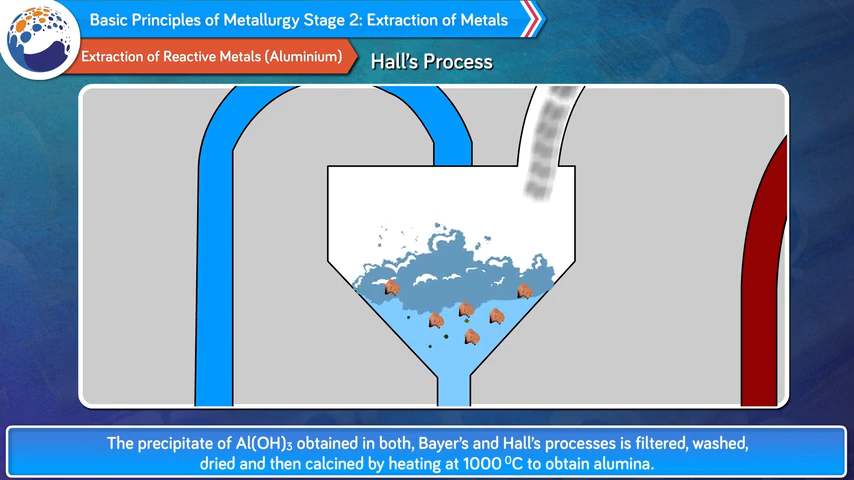 Basic Principles of Metallurgy Stage 2: Extraction of Metals
Extraction of Reactive Metals (Aluminium)
Hall's Process
The precipitate of Al(OH)₃ obtained in both, Bayer's and Hall's processes is filtered, washed,
dried and then calcined by heating at 1000 ⁰C to obtain alumina.